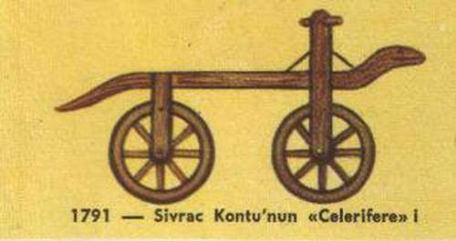 1791 — Sivrac Kontu'nun «Celerifere» i